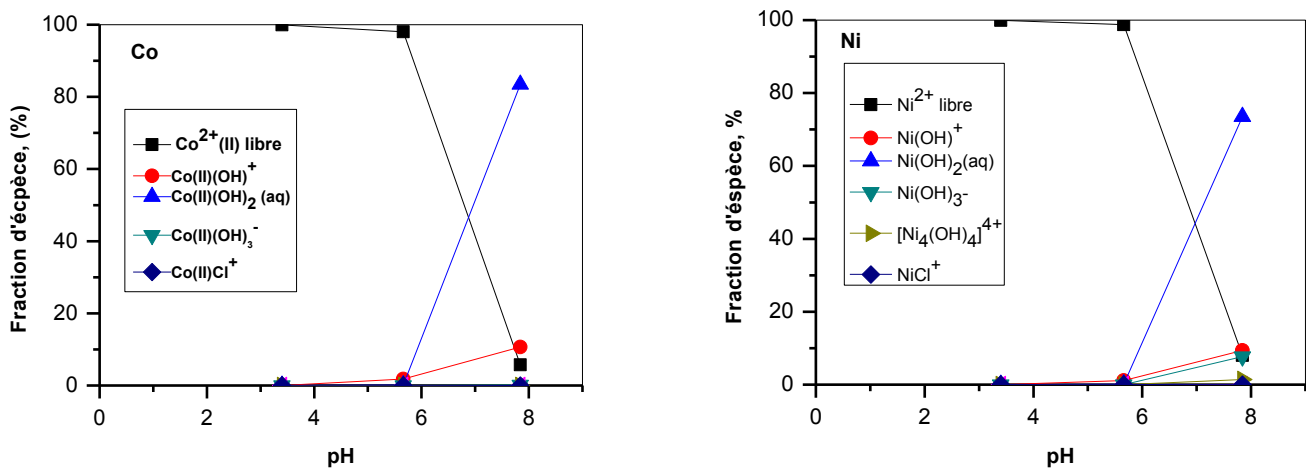 Co
Fraction d'écpèce, (%)
100
80
60
40
20
0
Co²⁺(II) libre
Co(II)(OH)⁺
Co(II)(OH)₂ (aq)
Co(II)(OH)₃⁻
Co(II)Cl⁺
0 2 4 6 8
pH
Ni
Fraction d'éspèce, %
100
80
60
40
20
0
Ni²⁺ libre
Ni(OH)⁺
Ni(OH)₂(aq)
Ni(OH)₃-
[Ni₄(OH)₄]⁴⁺
NiCl⁺
0 2 4 6 8
pH